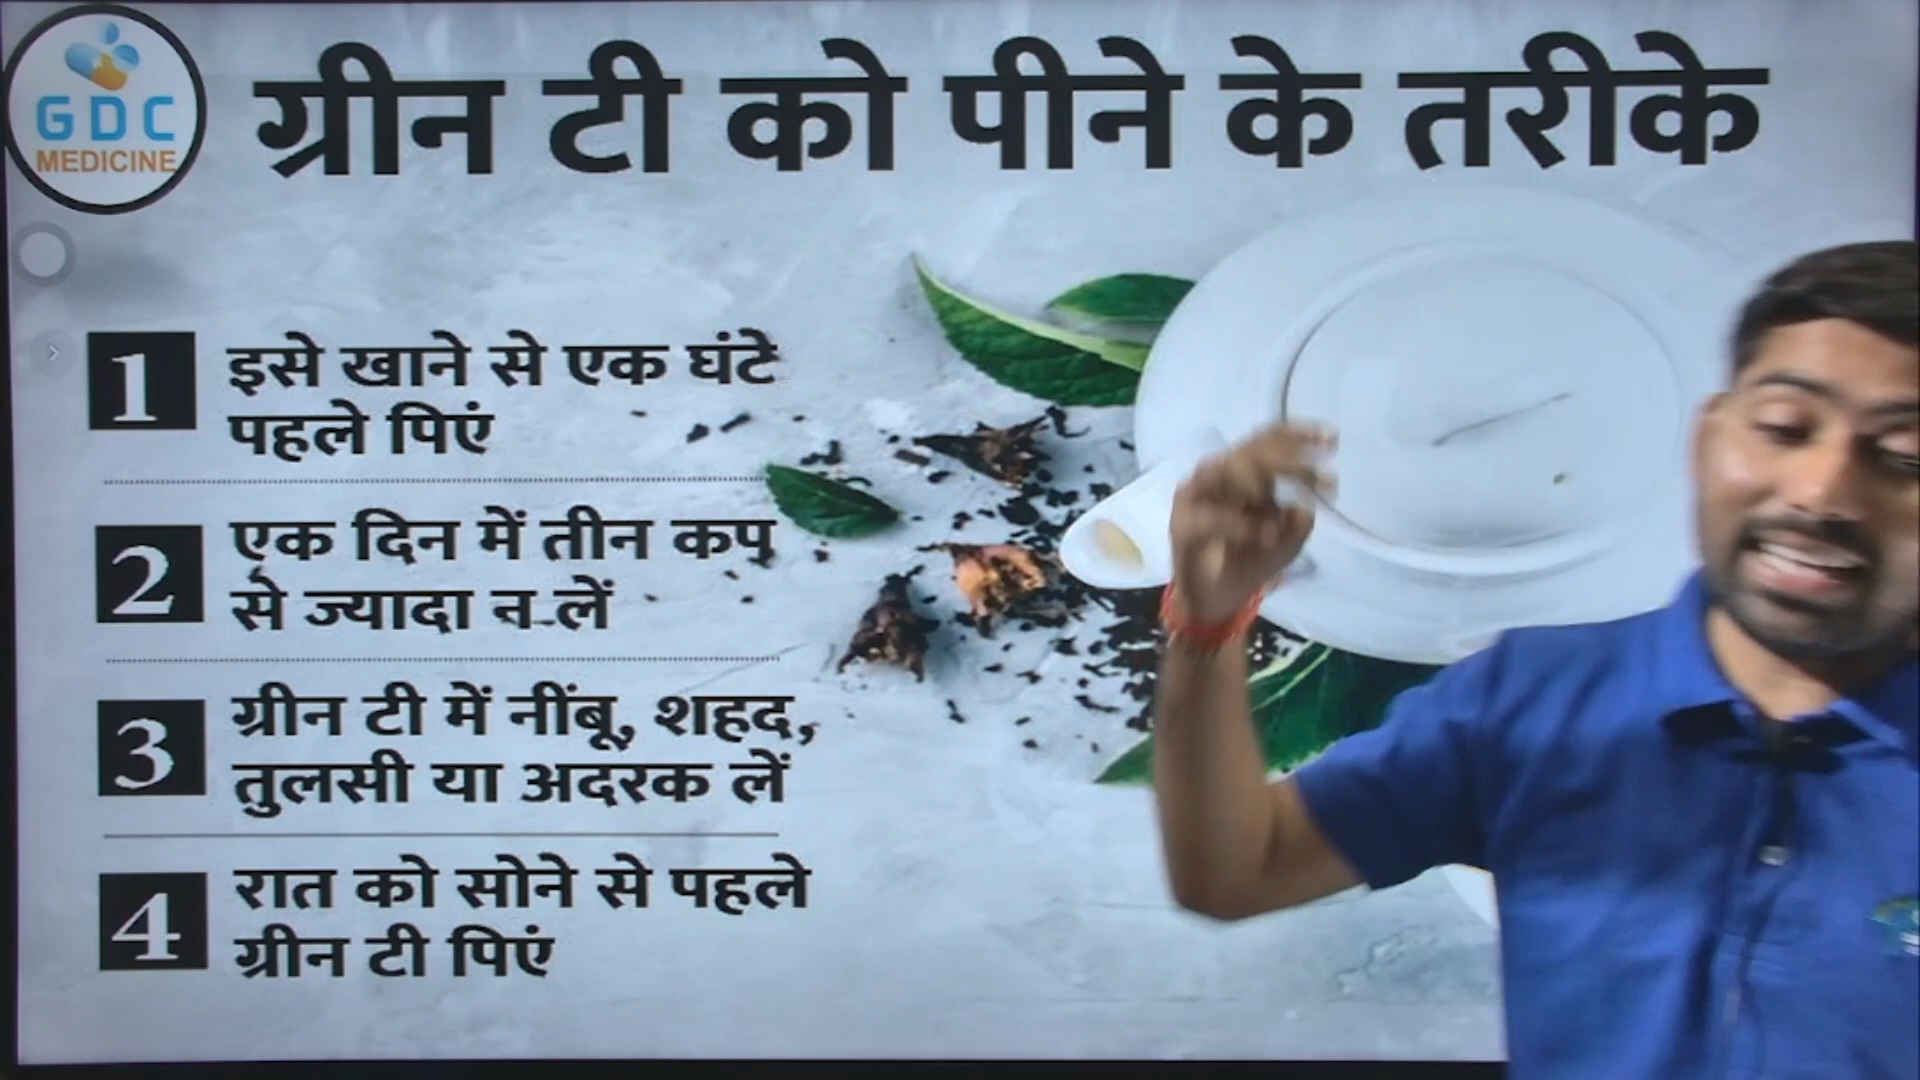 GDC
MEDICINE
ग्रीन टी को पीने के तरीके
1 इसे खाने से एक घंटे
पहले पिएं
2 एक दिन में तीन कप
से ज्यादा न लें
3 ग्रीन टी में नींबू, शहद,
तुलसी या अदरक लें
4 रात को सोने से पहले
ग्रीन टी पिएं